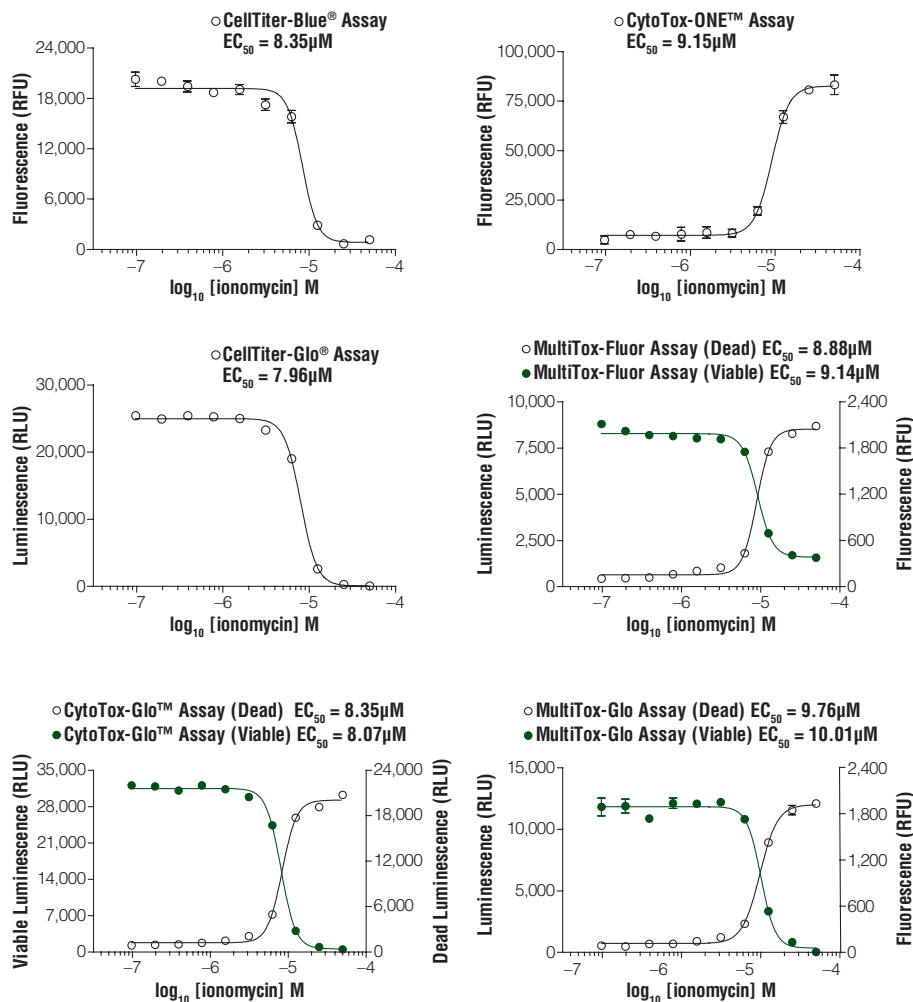 ○ CellTiter-Blue® Assay
EC50 = 8.35µM
Fluorescence (RFU)
24,000
18,000
12,000
6,000
0
–7
–6
–5
–4
log10 [ionomycin] M
○ CytoTox-ONE™ Assay
EC50 = 9.15µM
Fluorescence (RFU)
100,000
75,000
50,000
25,000
0
–7
–6
–5
–4
log10 [ionomycin] M
○ CellTiter-Glo® Assay
EC50 = 7.96µM
Luminescence (RLU)
30,000
20,000
10,000
0
–7
–6
–5
–4
log10 [ionomycin] M
○ MultiTox-Fluor Assay (Dead) EC50 = 8.88µM
● MultiTox-Fluor Assay (Viable) EC50 = 9.14µM
Luminescence (RLU)
10,000
7,500
5,000
2,500
0
2,400
1,800
1,200
600
0
Fluorescence (RFU)
–7
–6
–5
–4
log10 [ionomycin] M
○ CytoTox-Glo™ Assay (Dead) EC50 = 8.35µM
● CytoTox-Glo™ Assay (Viable) EC50 = 8.07µM
Viable Luminescence (RLU)
35,000
28,000
21,000
14,000
7,000
0
24,000
18,000
12,000
6,000
0
Dead Luminescence (RLU)
–7
–6
–5
–4
log10 [ionomycin] M
○ MultiTox-Glo Assay (Dead) EC50 = 9.76µM
● MultiTox-Glo Assay (Viable) EC50 = 10.01µM
Luminescence (RLU)
15,000
10,000
5,000
0
2,400
1,800
1,200
600
0
Fluorescence (RFU)
–7
–6
–5
–4
log10 [ionomycin] M